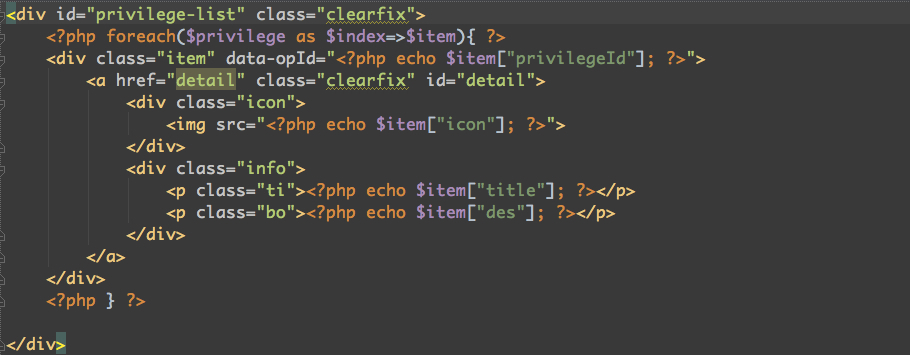 <div id="privilege-list" class="clearfix">
<?php foreach($privilege as $index=>$item){ ?>
<div class="item" data-opId="<?php echo $item["privilegeId"]; ?>">
<a href="detail" class="clearfix" id="detail">
<div class="icon">
<img src="<?php echo $item["icon"]; ?>">
</div>
<div class="info">
<p class="ti"><?php echo $item["title"]; ?></p>
<p class="bo"><?php echo $item["des"]; ?></p>
</div>
</a>
</div>
<?php } ?>
</div>